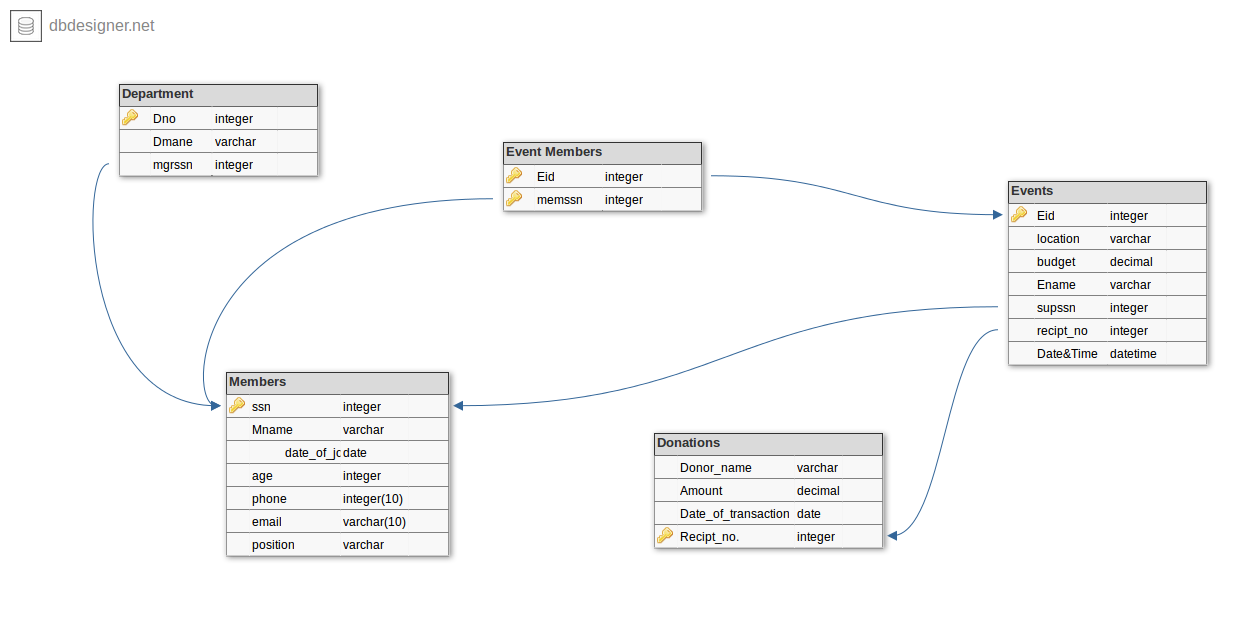 dbdesigner.net
Department
Dno integer
Dmane varchar
mgrssn integer
Event Members
Eid integer
memssn integer
Events
Eid integer
location varchar
budget decimal
Ename varchar
supssn integer
recipt_no integer
Date&Time datetime
Members
ssn integer
Mname varchar
date_of_jc date
age integer
phone integer(10)
email varchar(10)
position varchar
Donations
Donor_name varchar
Amount decimal
Date_of_transaction date
Recipt_no. integer